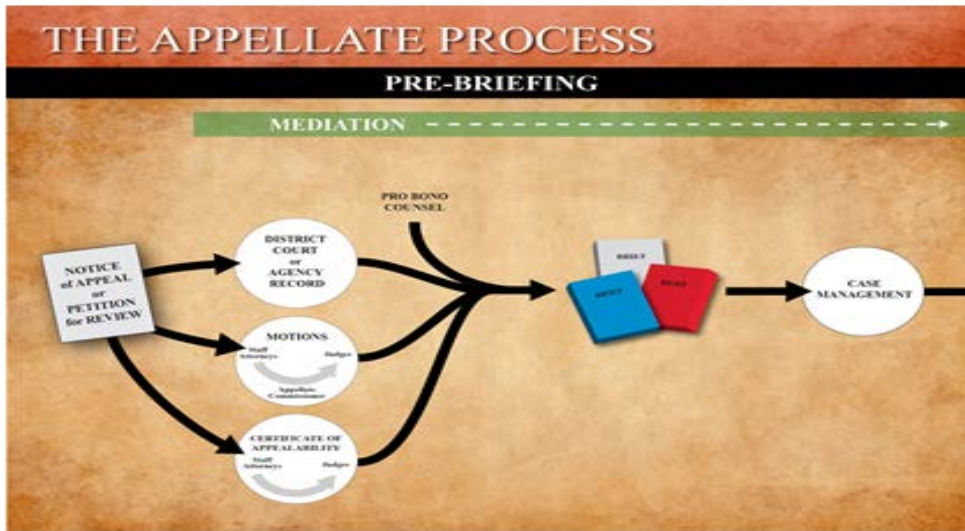 THE APPELLATE PROCESS
PRE-BRIEFING
MEDIATION
PRO BONO
COUNSEL
NOTICE
of APPEAL
or
PETITION
for REVIEW
DISTRICT
COURT
or
AGENCY
RECORD
MOTIONS
Staff
Attorneys
Judges
Appellate
Commissioner
CERTIFICATE OF
APPEALABILITY
Staff
Attorneys
Judges
BRIEF
BRIEF
BRIEF
CASE
MANAGEMENT